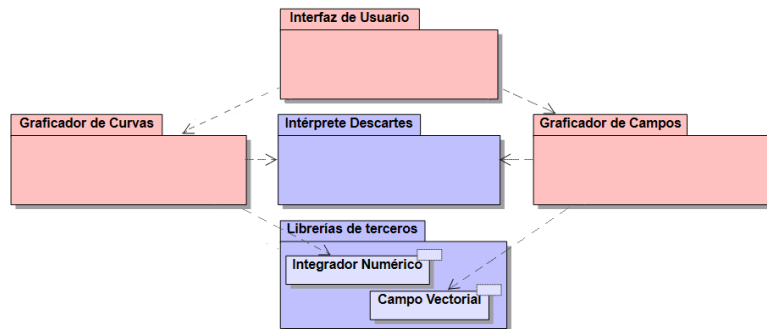 Interfaz de Usuario
Graficador de Curvas
Intérprete Descartes
Graficador de Campos
Librerías de terceros
Integrador Numérico
Campo Vectorial